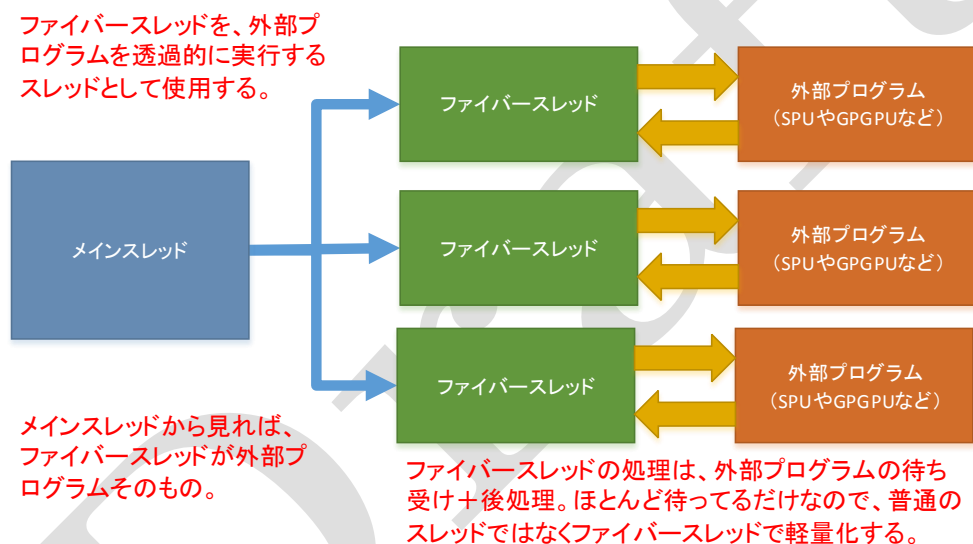 ファイバースレッドを、外部プ
ログラムを透過的に実行する
スレッドとして使用する。
ファイバースレッド
外部プログラム
（SPUやGPGPUなど）
メインスレッド
ファイバースレッド
外部プログラム
（SPUやGPGPUなど）
ファイバースレッド
外部プログラム
（SPUやGPGPUなど）
メインスレッドから見れば、
ファイバースレッドが外部プ
ログラムそのもの。
ファイバースレッドの処理は、外部プログラムの待ち
受け＋後処理。ほとんど待ってるだけなので、普通の
スレッドではなくファイバースレッドで軽量化する。